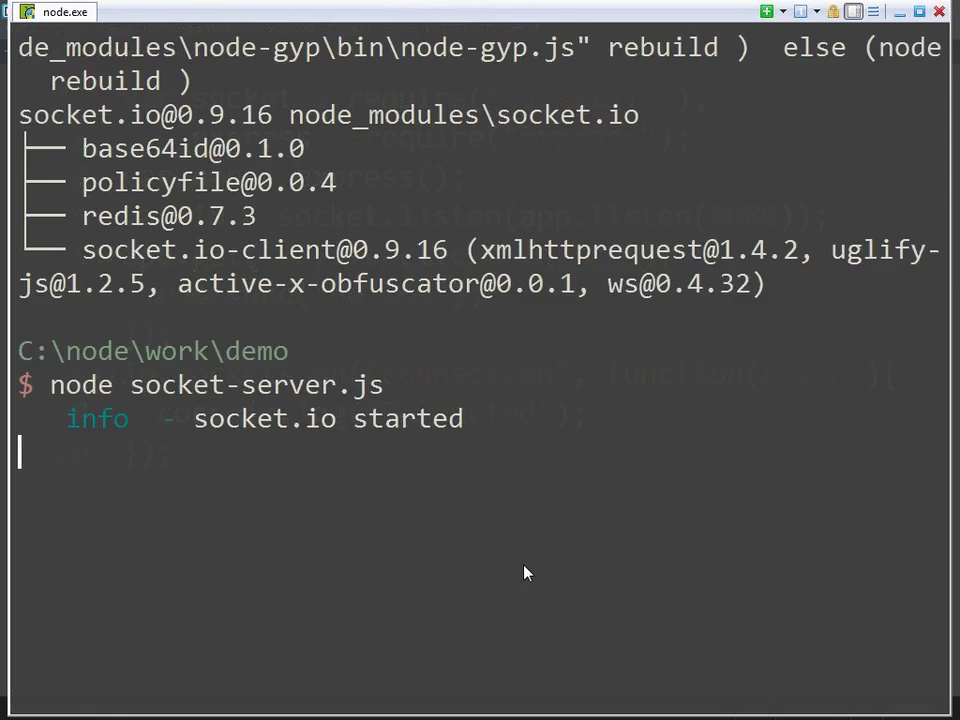 node.exe
de_modules\node-gyp\bin\node-gyp.js" rebuild )  else (node
rebuild )
socket.io@0.9.16 node_modules\socket.io
├── base64id@0.1.0
├── policyfile@0.0.4
├── redis@0.7.3
└── socket.io-client@0.9.16 (xmlhttprequest@1.4.2, uglify-
js@1.2.5, active-x-obfuscator@0.0.1, ws@0.4.32)
C:\node\work\demo
$ node socket-server.js
info  - socket.io started